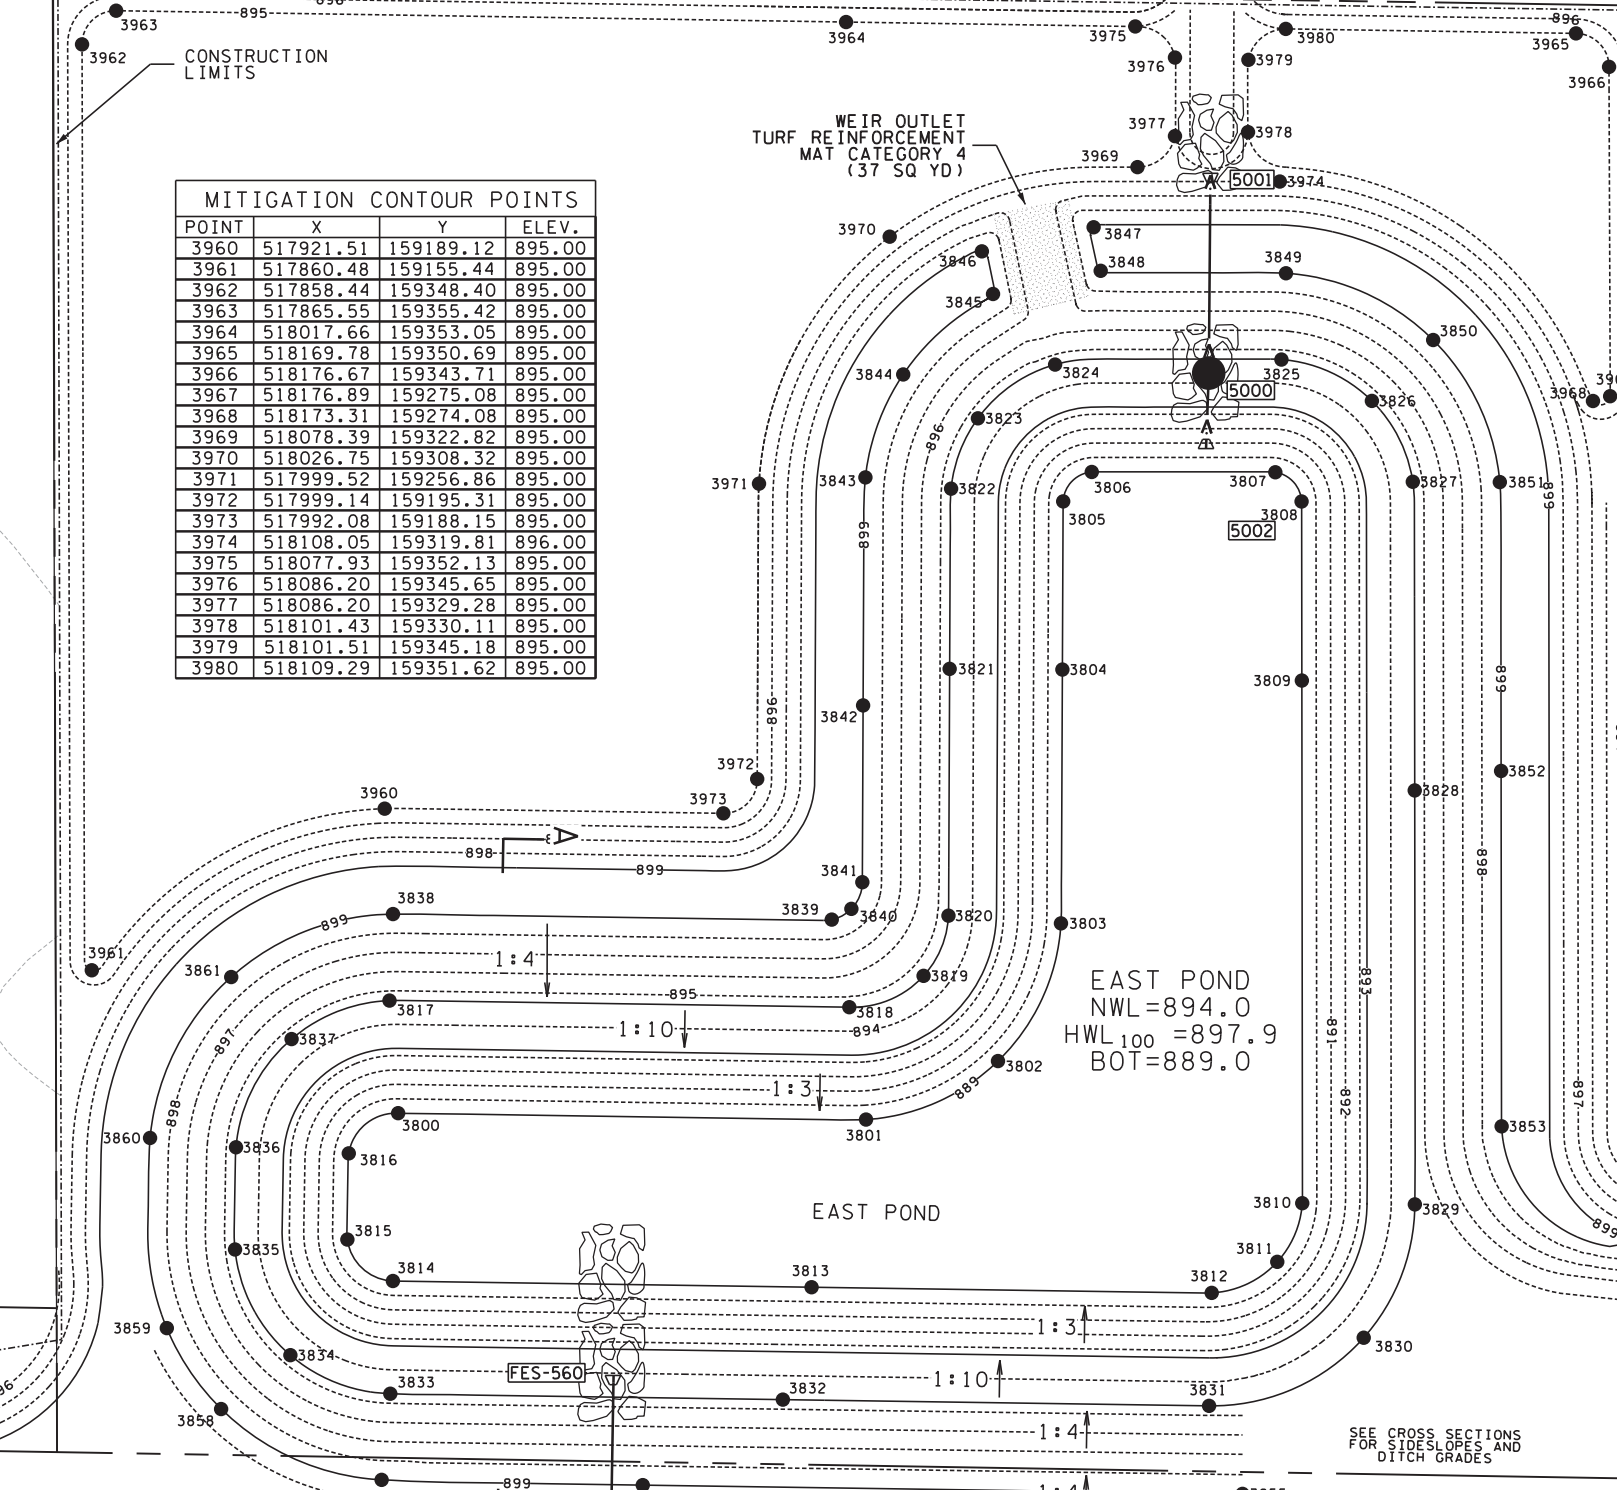 896
3963
895
3964
3975
3980
896
3965
3962
CONSTRUCTION
LIMITS
3976
3979
3966
WEIR OUTLET
TURF REINFORCEMENT
MAT CATEGORY 4
(37 SQ YD)
3977
3978
3969
5001
3974
MITIGATION CONTOUR POINTS
POINT X Y ELEV.
3960 517921.51 159189.12 895.00
3961 517860.48 159155.44 895.00
3962 517858.44 159348.40 895.00
3963 517865.55 159355.42 895.00
3964 518017.66 159353.05 895.00
3965 518169.78 159350.69 895.00
3966 518176.67 159343.71 895.00
3967 518176.89 159275.08 895.00
3968 518173.31 159274.08 895.00
3969 518078.39 159322.82 895.00
3970 518026.75 159308.32 895.00
3971 517999.52 159256.86 895.00
3972 517999.14 159195.31 895.00
3973 517992.08 159188.15 895.00
3974 518108.05 159319.81 896.00
3975 518077.93 159352.13 895.00
3976 518086.20 159345.65 895.00
3977 518086.20 159329.28 895.00
3978 518101.43 159330.11 895.00
3979 518101.51 159345.18 895.00
3980 518109.29 159351.62 895.00
3970
3847
3846
3848
3849
3845
3850
3844
3824
3825
5000
3968
3826
3823
896
3843
3971
3822
3806
3807
3827
3851
899
3805
3808
5002
899
3821
3804
3809
899
896
3842
3972
3852
3828
3960
3973
A
898
899
898
3841
3838
899
3839
3840
3820
3803
1:4
3961
3861
3819
EAST POND
NWL=894.0
HWL100 =897.9
BOT=889.0
893
895
3817
3818
1:10
894
897
3837
891
3802
889
1:3
892
897
898
3800
3801
3853
3860
3836
3816
EAST POND
3810
3829
899
3815
3835
3811
3814
3813
3812
3859
1:3
3830
3834
FES-560
1:10
3833
3832
3831
3858
1:4
SEE CROSS SECTIONS
FOR SIDESLOPES AND
DITCH GRADES
899